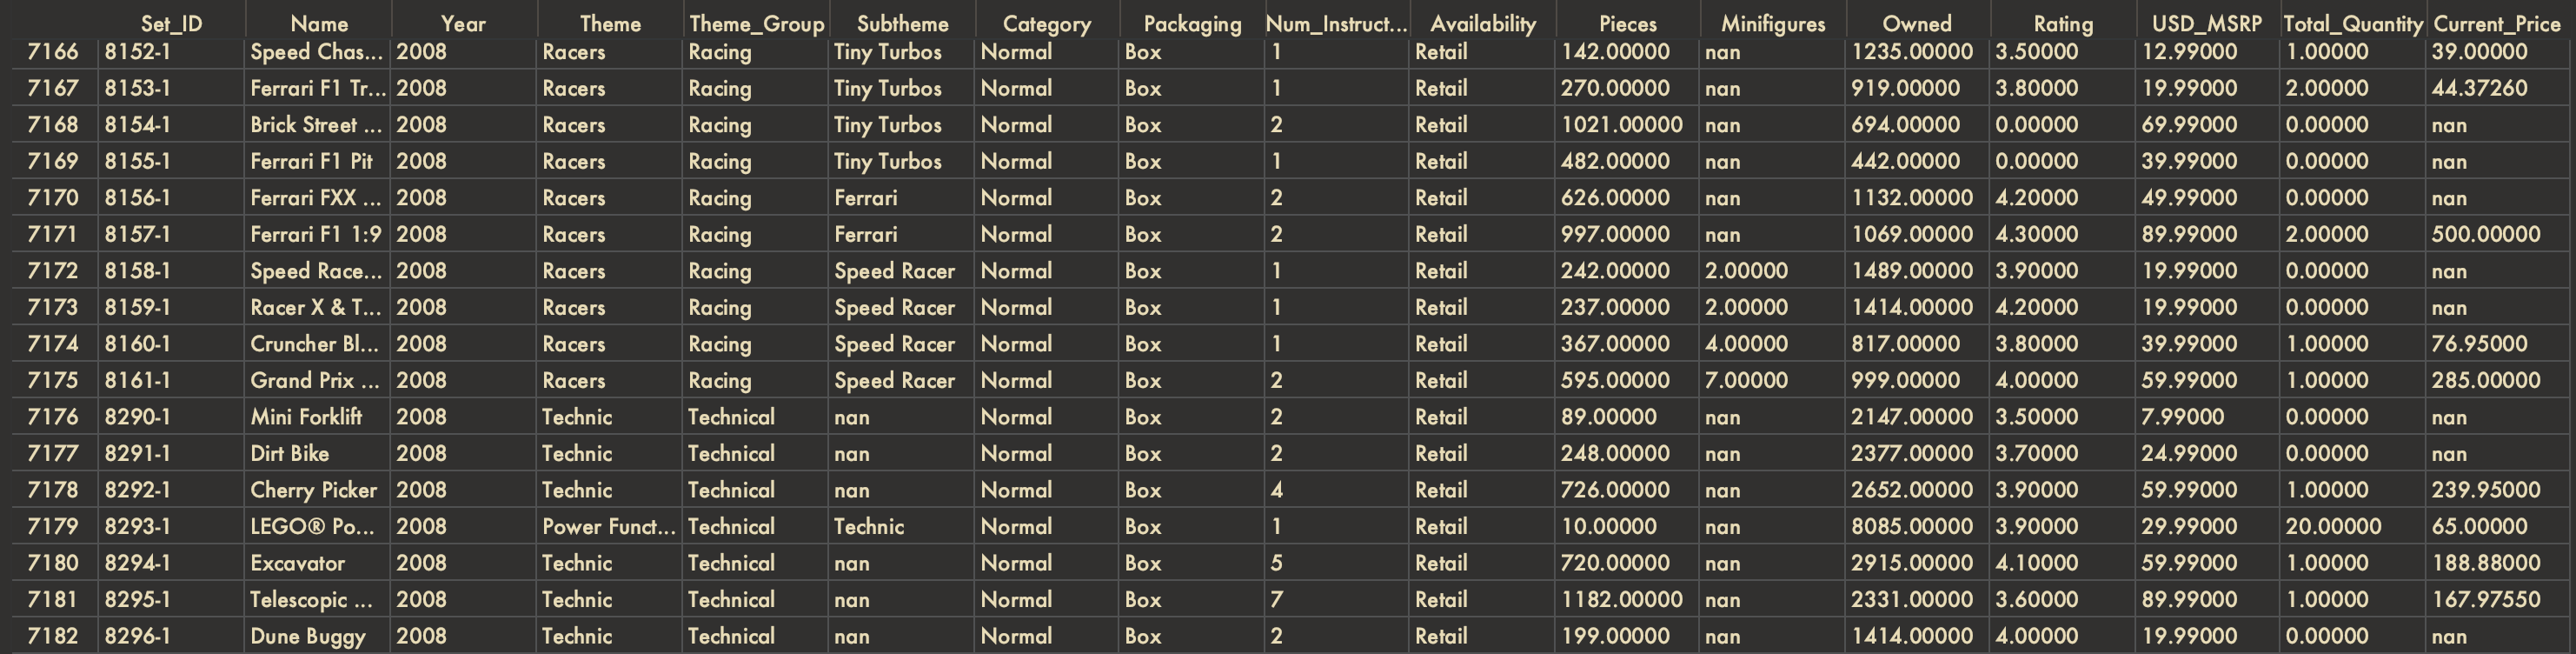 Set_ID Name Year Theme Theme_Group Subtheme Category Packaging Num_Instruct... Availability Pieces Minifigures Owned Rating USD_MSRP Total_Quantity Current_Price
7166 8152-1 Speed Chas... 2008 Racers Racing Tiny Turbos Normal Box 1 Retail 142.00000 nan 1235.00000 3.50000 12.99000 1.00000 39.00000
7167 8153-1 Ferrari F1 Tr... 2008 Racers Racing Tiny Turbos Normal Box 1 Retail 270.00000 nan 919.00000 3.80000 19.99000 2.00000 44.37260
7168 8154-1 Brick Street ... 2008 Racers Racing Tiny Turbos Normal Box 2 Retail 1021.00000 nan 694.00000 0.00000 69.99000 0.00000 nan
7169 8155-1 Ferrari F1 Pit 2008 Racers Racing Tiny Turbos Normal Box 1 Retail 482.00000 nan 442.00000 0.00000 39.99000 0.00000 nan
7170 8156-1 Ferrari FXX ... 2008 Racers Racing Ferrari Normal Box 2 Retail 626.00000 nan 1132.00000 4.20000 49.99000 0.00000 nan
7171 8157-1 Ferrari F1 1:9 2008 Racers Racing Ferrari Normal Box 2 Retail 997.00000 nan 1069.00000 4.30000 89.99000 2.00000 500.00000
7172 8158-1 Speed Race... 2008 Racers Racing Speed Racer Normal Box 1 Retail 242.00000 2.00000 1489.00000 3.90000 19.99000 0.00000 nan
7173 8159-1 Racer X & T... 2008 Racers Racing Speed Racer Normal Box 1 Retail 237.00000 2.00000 1414.00000 4.20000 19.99000 0.00000 nan
7174 8160-1 Cruncher Bl... 2008 Racers Racing Speed Racer Normal Box 1 Retail 367.00000 4.00000 817.00000 3.80000 39.99000 1.00000 76.95000
7175 8161-1 Grand Prix ... 2008 Racers Racing Speed Racer Normal Box 2 Retail 595.00000 7.00000 999.00000 4.00000 59.99000 1.00000 285.00000
7176 8290-1 Mini Forklift 2008 Technic Technical nan Normal Box 2 Retail 89.00000 nan 2147.00000 3.50000 7.99000 0.00000 nan
7177 8291-1 Dirt Bike 2008 Technic Technical nan Normal Box 2 Retail 248.00000 nan 2377.00000 3.70000 24.99000 0.00000 nan
7178 8292-1 Cherry Picker 2008 Technic Technical nan Normal Box 4 Retail 726.00000 nan 2652.00000 3.90000 59.99000 1.00000 239.95000
7179 8293-1 LEGO® Po... 2008 Power Funct... Technical Technic Normal Box 1 Retail 10.00000 nan 8085.00000 3.90000 29.99000 20.00000 65.00000
7180 8294-1 Excavator 2008 Technic Technical nan Normal Box 5 Retail 720.00000 nan 2915.00000 4.10000 59.99000 1.00000 188.88000
7181 8295-1 Telescopic ... 2008 Technic Technical nan Normal Box 7 Retail 1182.00000 nan 2331.00000 3.60000 89.99000 1.00000 167.97550
7182 8296-1 Dune Buggy 2008 Technic Technical nan Normal Box 2 Retail 199.00000 nan 1414.00000 4.00000 19.99000 0.00000 nan